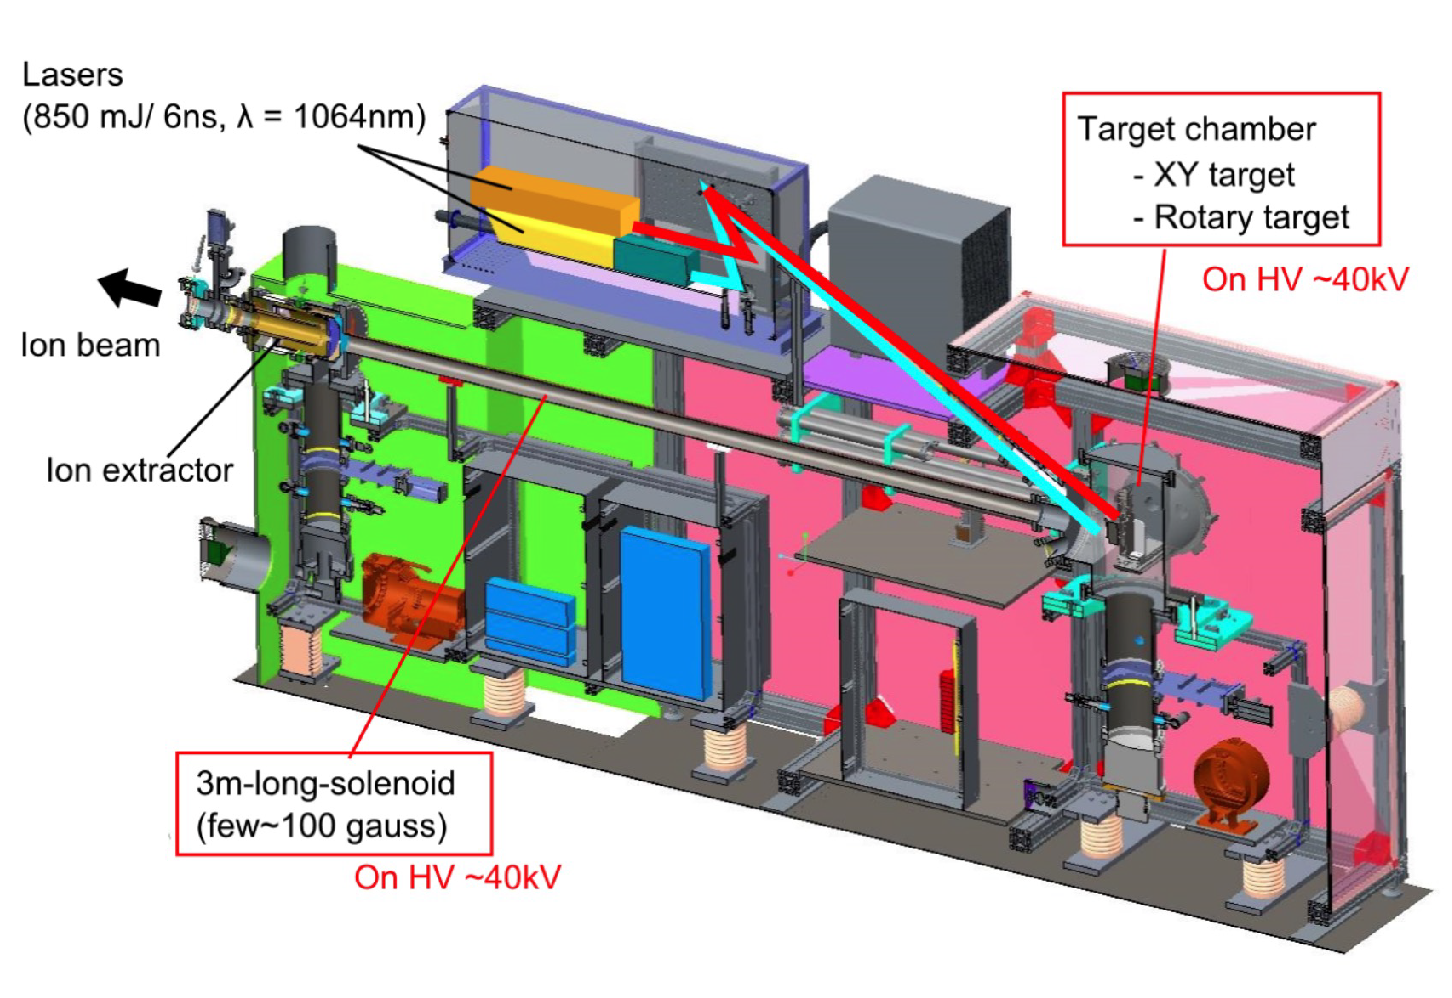 Lasers
(850 mJ/ 6ns, λ = 1064nm)
Target chamber
- XY target
- Rotary target
On HV ~40kV
Ion beam
Ion extractor
3m-long-solenoid
(few~100 gauss)
On HV ~40kV